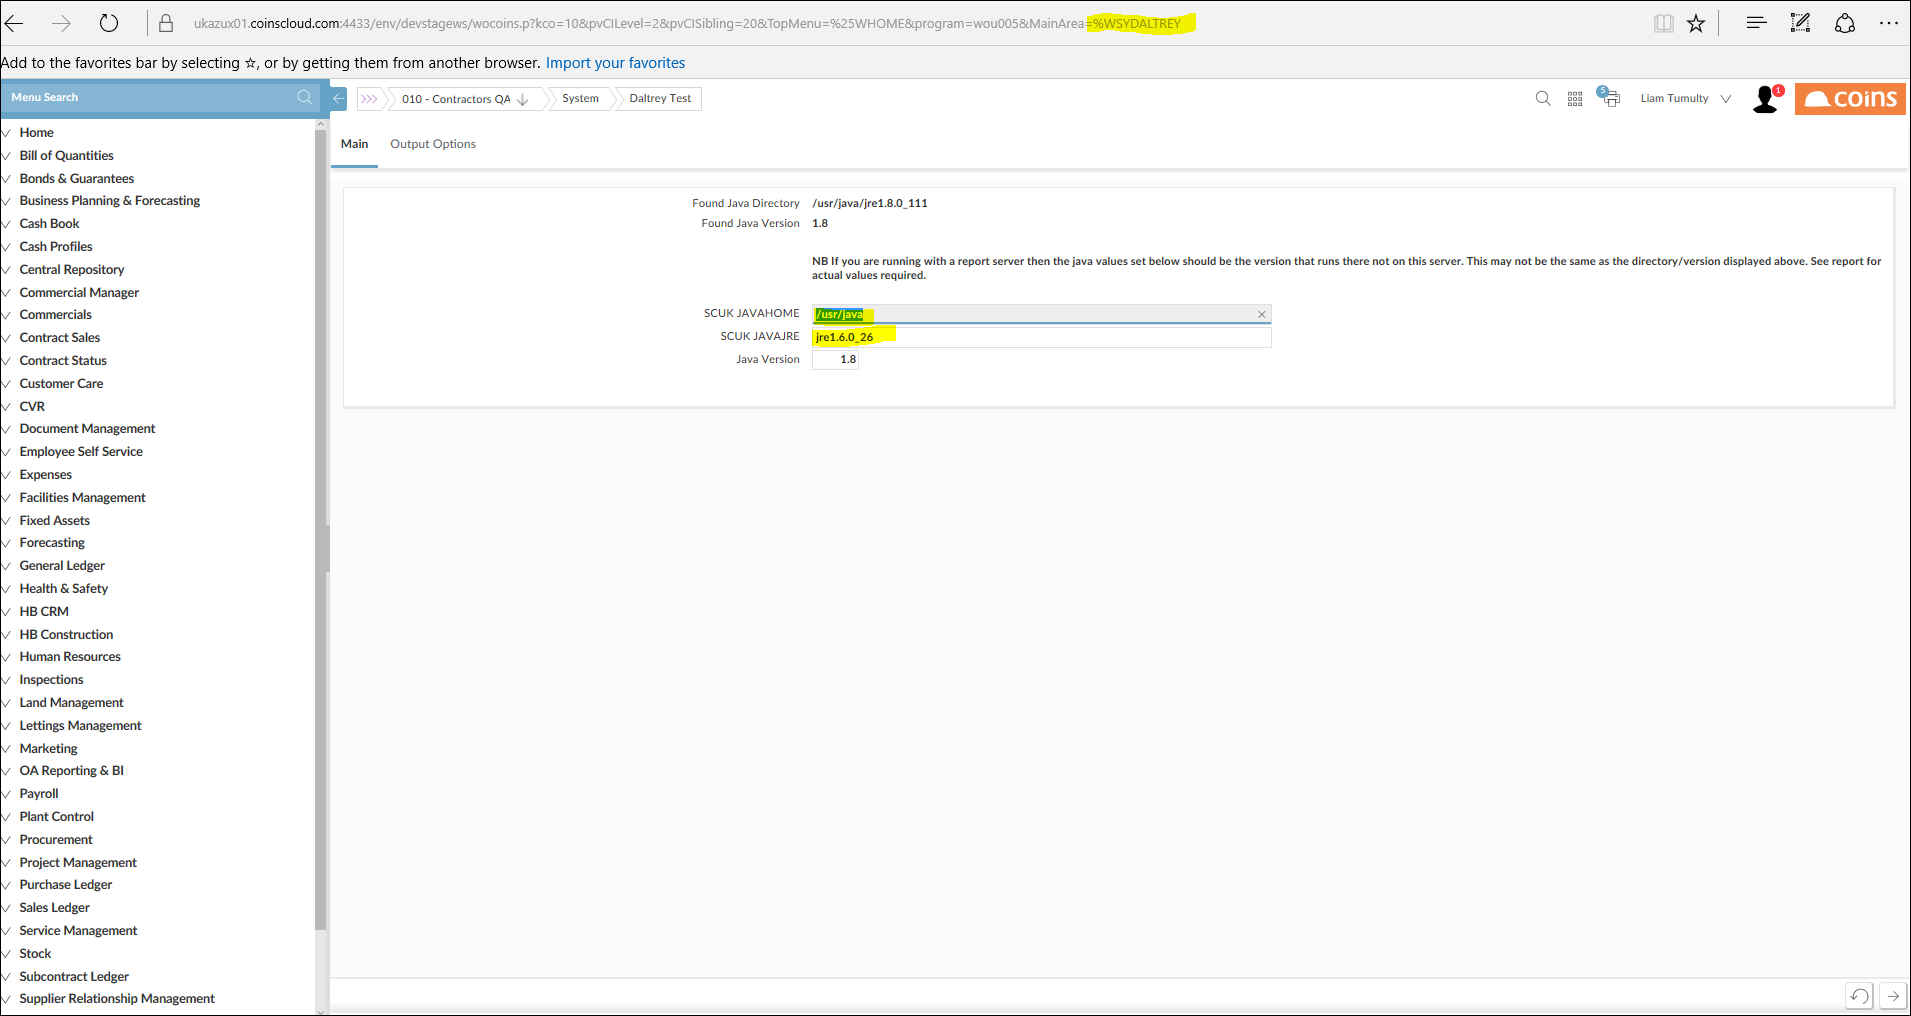 ukazux01.coinscloud.com:4433/env/devstagews/wocoins.p?kco=10&pvCILevel=2&pvCISibling=20&TopMenu=%25WHOME&program=wou005&MainArea=%WSYDALTREY
Add to the favorites bar by selecting ☆, or by getting them from another browser. Import your favorites
Menu Search
010 - Contractors QA
System
Daltrey Test
5
Liam Tumulty
1
coins
Main
Output Options
Home
Bill of Quantities
Bonds & Guarantees
Business Planning & Forecasting
Cash Book
Cash Profiles
Central Repository
Commercial Manager
Commercials
Contract Sales
Contract Status
Customer Care
CVR
Document Management
Employee Self Service
Expenses
Facilities Management
Fixed Assets
Forecasting
General Ledger
Health & Safety
HB CRM
HB Construction
Human Resources
Inspections
Land Management
Lettings Management
Marketing
OA Reporting & BI
Payroll
Plant Control
Procurement
Project Management
Purchase Ledger
Sales Ledger
Service Management
Stock
Subcontract Ledger
Supplier Relationship Management
Found Java Directory /usr/java/jre1.8.0_111
Found Java Version 1.8
NB If you are running with a report server then the java values set below should be the version that runs there not on this server. This may not be the same as the directory/version displayed above. See report for
actual values required.
SCUK JAVAHOME /usr/java
SCUK JAVAJRE jre1.6.0_26
Java Version 1.8